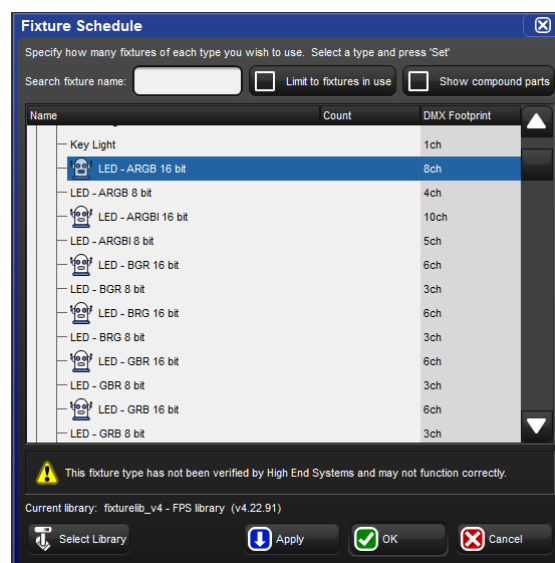 Fixture Schedule
Specify how many fixtures of each type you wish to use. Select a type and press 'Set'
Search fixture name: Limit to fixtures in use Show compound parts
Name Count DMX Footprint
Key Light 1ch
LED - ARGB 16 bit 8ch
LED - ARGB 8 bit 4ch
LED - ARGBI 16 bit 10ch
LED - ARGBI 8 bit 5ch
LED - BGR 16 bit 6ch
LED - BGR 8 bit 3ch
LED - BRG 16 bit 6ch
LED - BRG 8 bit 3ch
LED - GBR 16 bit 6ch
LED - GBR 8 bit 3ch
LED - GRB 16 bit 6ch
LED - GRB 8 bit 3ch
This fixture type has not been verified by High End Systems and may not function correctly.
Current library: fixturelib_v4 - FPS library (v4.22.91)
Select Library Apply OK Cancel